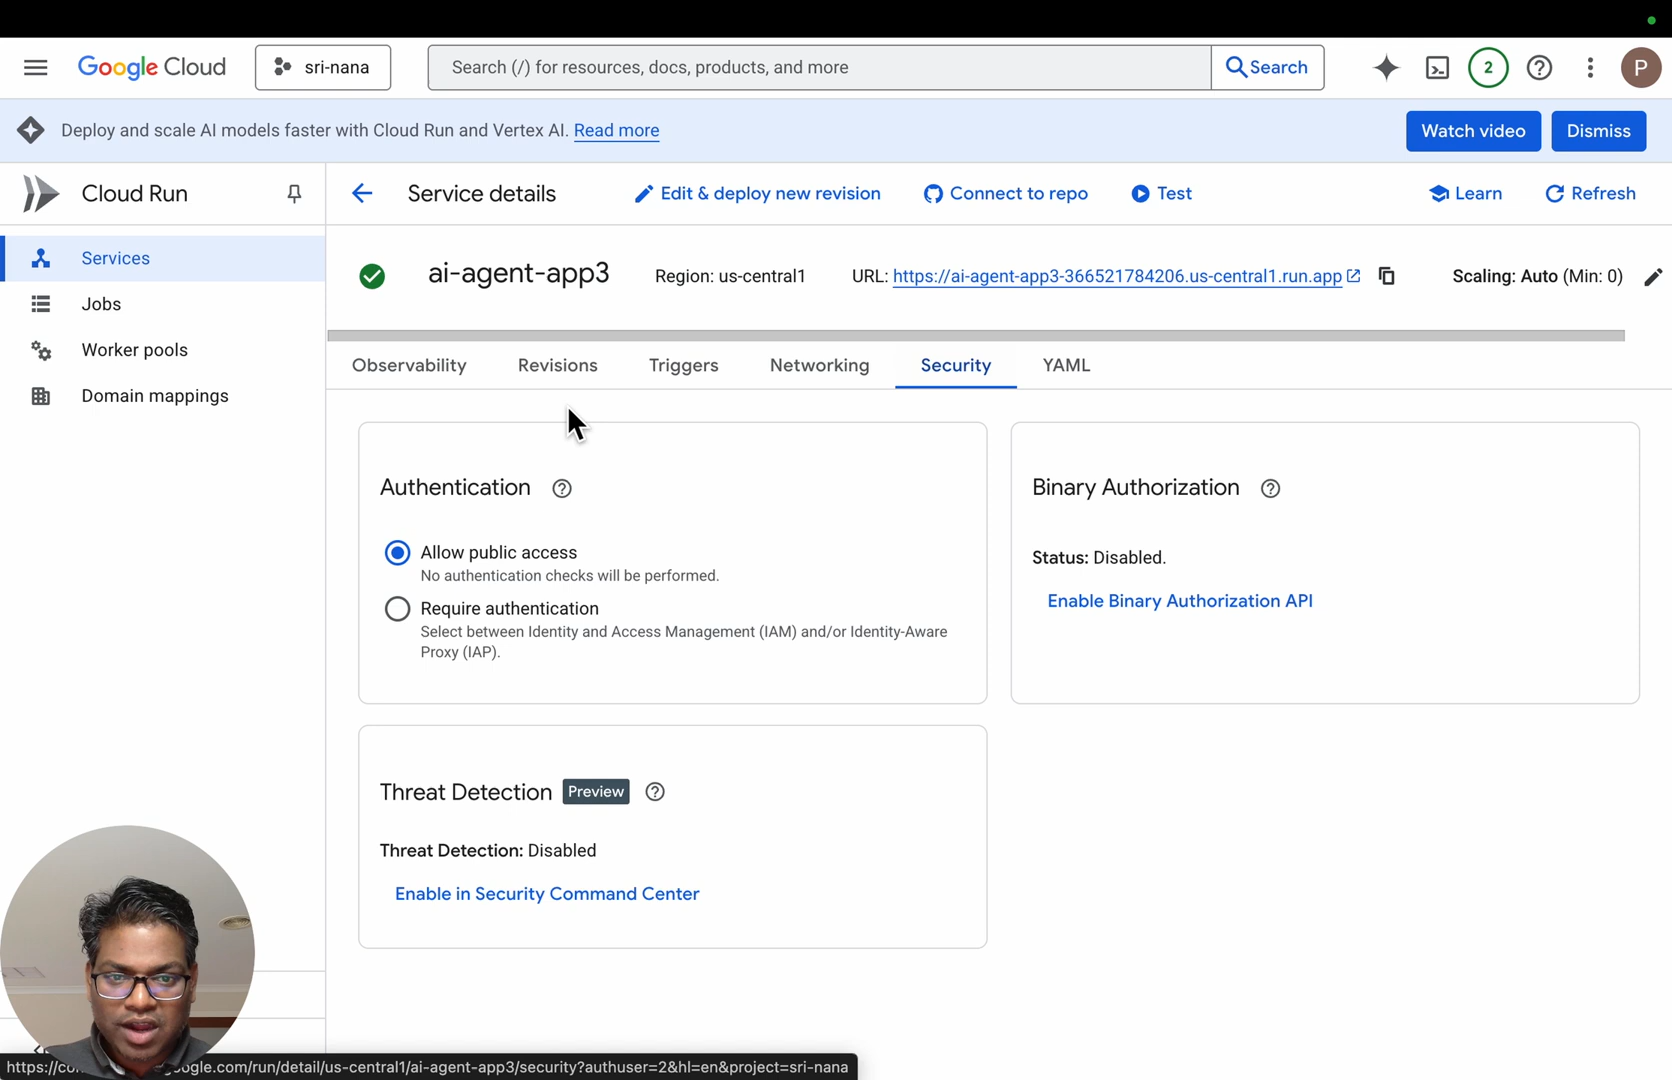 Google Cloud
sri-nana
Search (/) for resources, docs, products, and more
Search
2
P
Deploy and scale AI models faster with Cloud Run and Vertex AI. Read more
Watch video
Dismiss
Cloud Run
Service details
Edit & deploy new revision
Connect to repo
Test
Learn
Refresh
Services
Jobs
Worker pools
Domain mappings
ai-agent-app3
Region: us-central1
URL: https://ai-agent-app3-366521784206.us-central1.run.app
Scaling: Auto (Min: 0)
Observability
Revisions
Triggers
Networking
Security
YAML
Authentication
Allow public access
No authentication checks will be performed.
Require authentication
Select between Identity and Access Management (IAM) and/or Identity-Aware
Proxy (IAP).
Binary Authorization
Status: Disabled.
Enable Binary Authorization API
Threat Detection
Preview
Threat Detection: Disabled
Enable in Security Command Center
https://co oogle.com/run/detail/us-central1/ai-agent-app3/security?authuser=2&hl=en&project=sri-nana